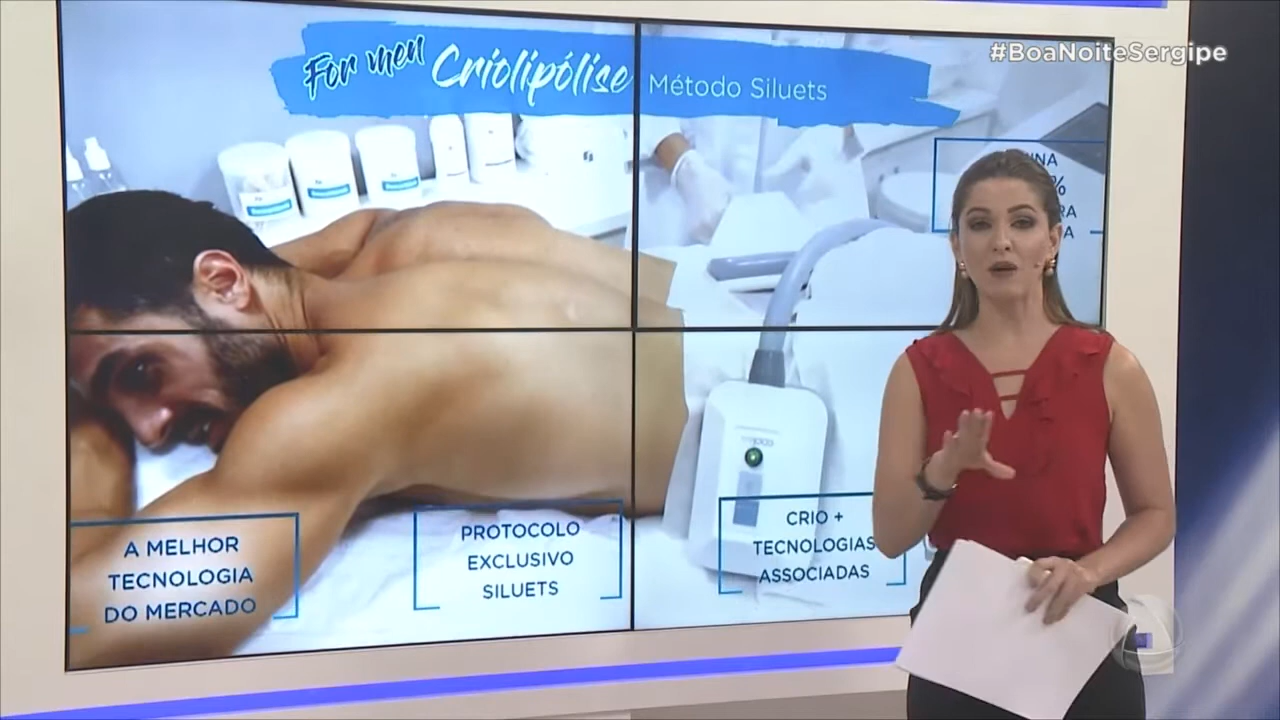 #BoaNoiteSergipe
For men Criolipólise Método Siluets
A MELHOR
TECNOLOGIA
DO MERCADO
PROTOCOLO
EXCLUSIVO
SILUETS
CRIO +
TECNOLOGIAS
ASSOCIADAS